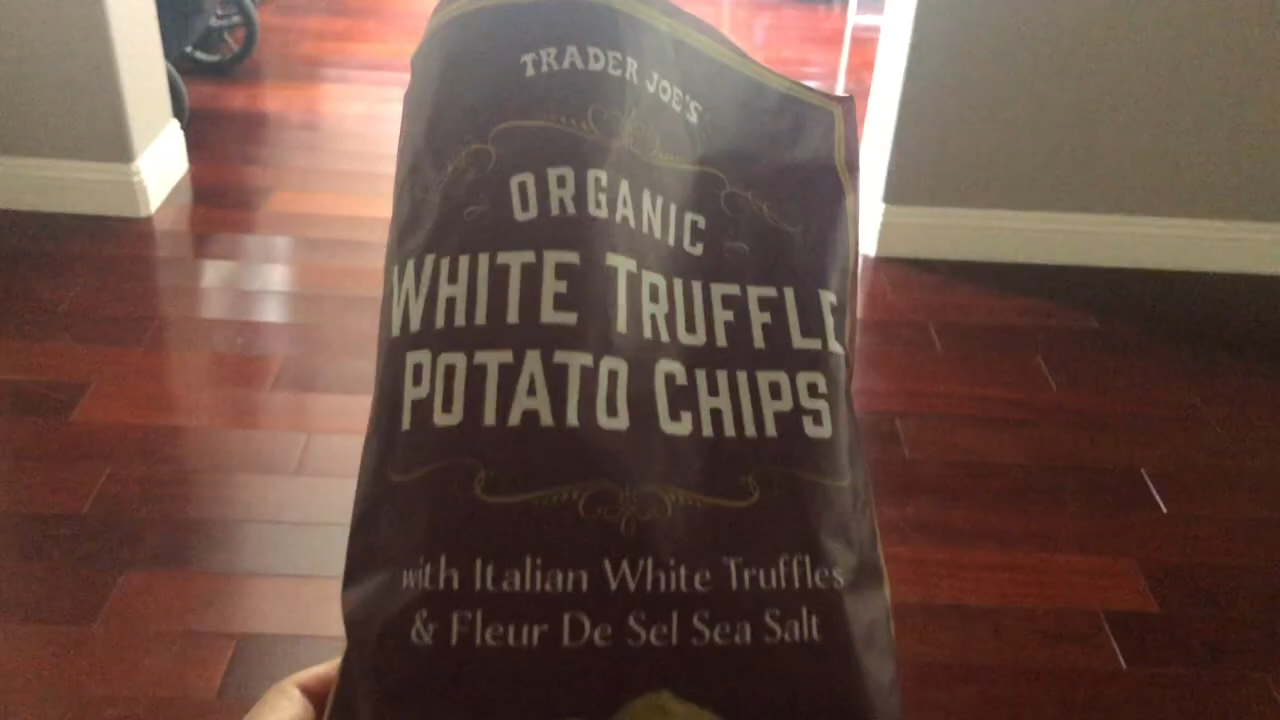 TRADER JOE'S
ORGANIC
WHITE TRUFFLE
POTATO CHIPS
with Italian White Truffles
& Fleur De Sel Sea Salt